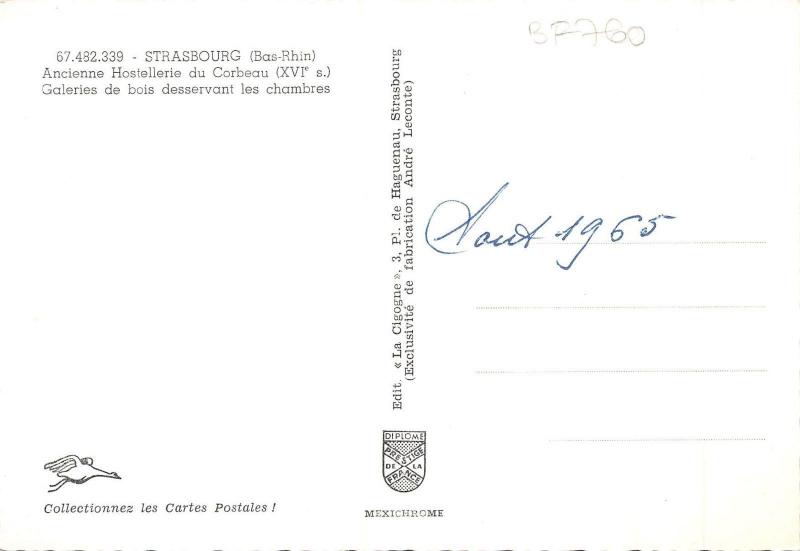 BF760
67.482.339 - STRASBOURG (Bas-Rhin)
Ancienne Hostellerie du Corbeau (XVIᵉ s.)
Galeries de bois desservant les chambres
Edit. « La Cigogne », 3, Pl. de Haguenau, Strasbourg
(Exclusivité de fabrication André Leconte)
Aout 1965
DIPLOME
PRESTIGE
DE LA
FRANCE
Collectionnez les Cartes Postales !
MEXICHROME